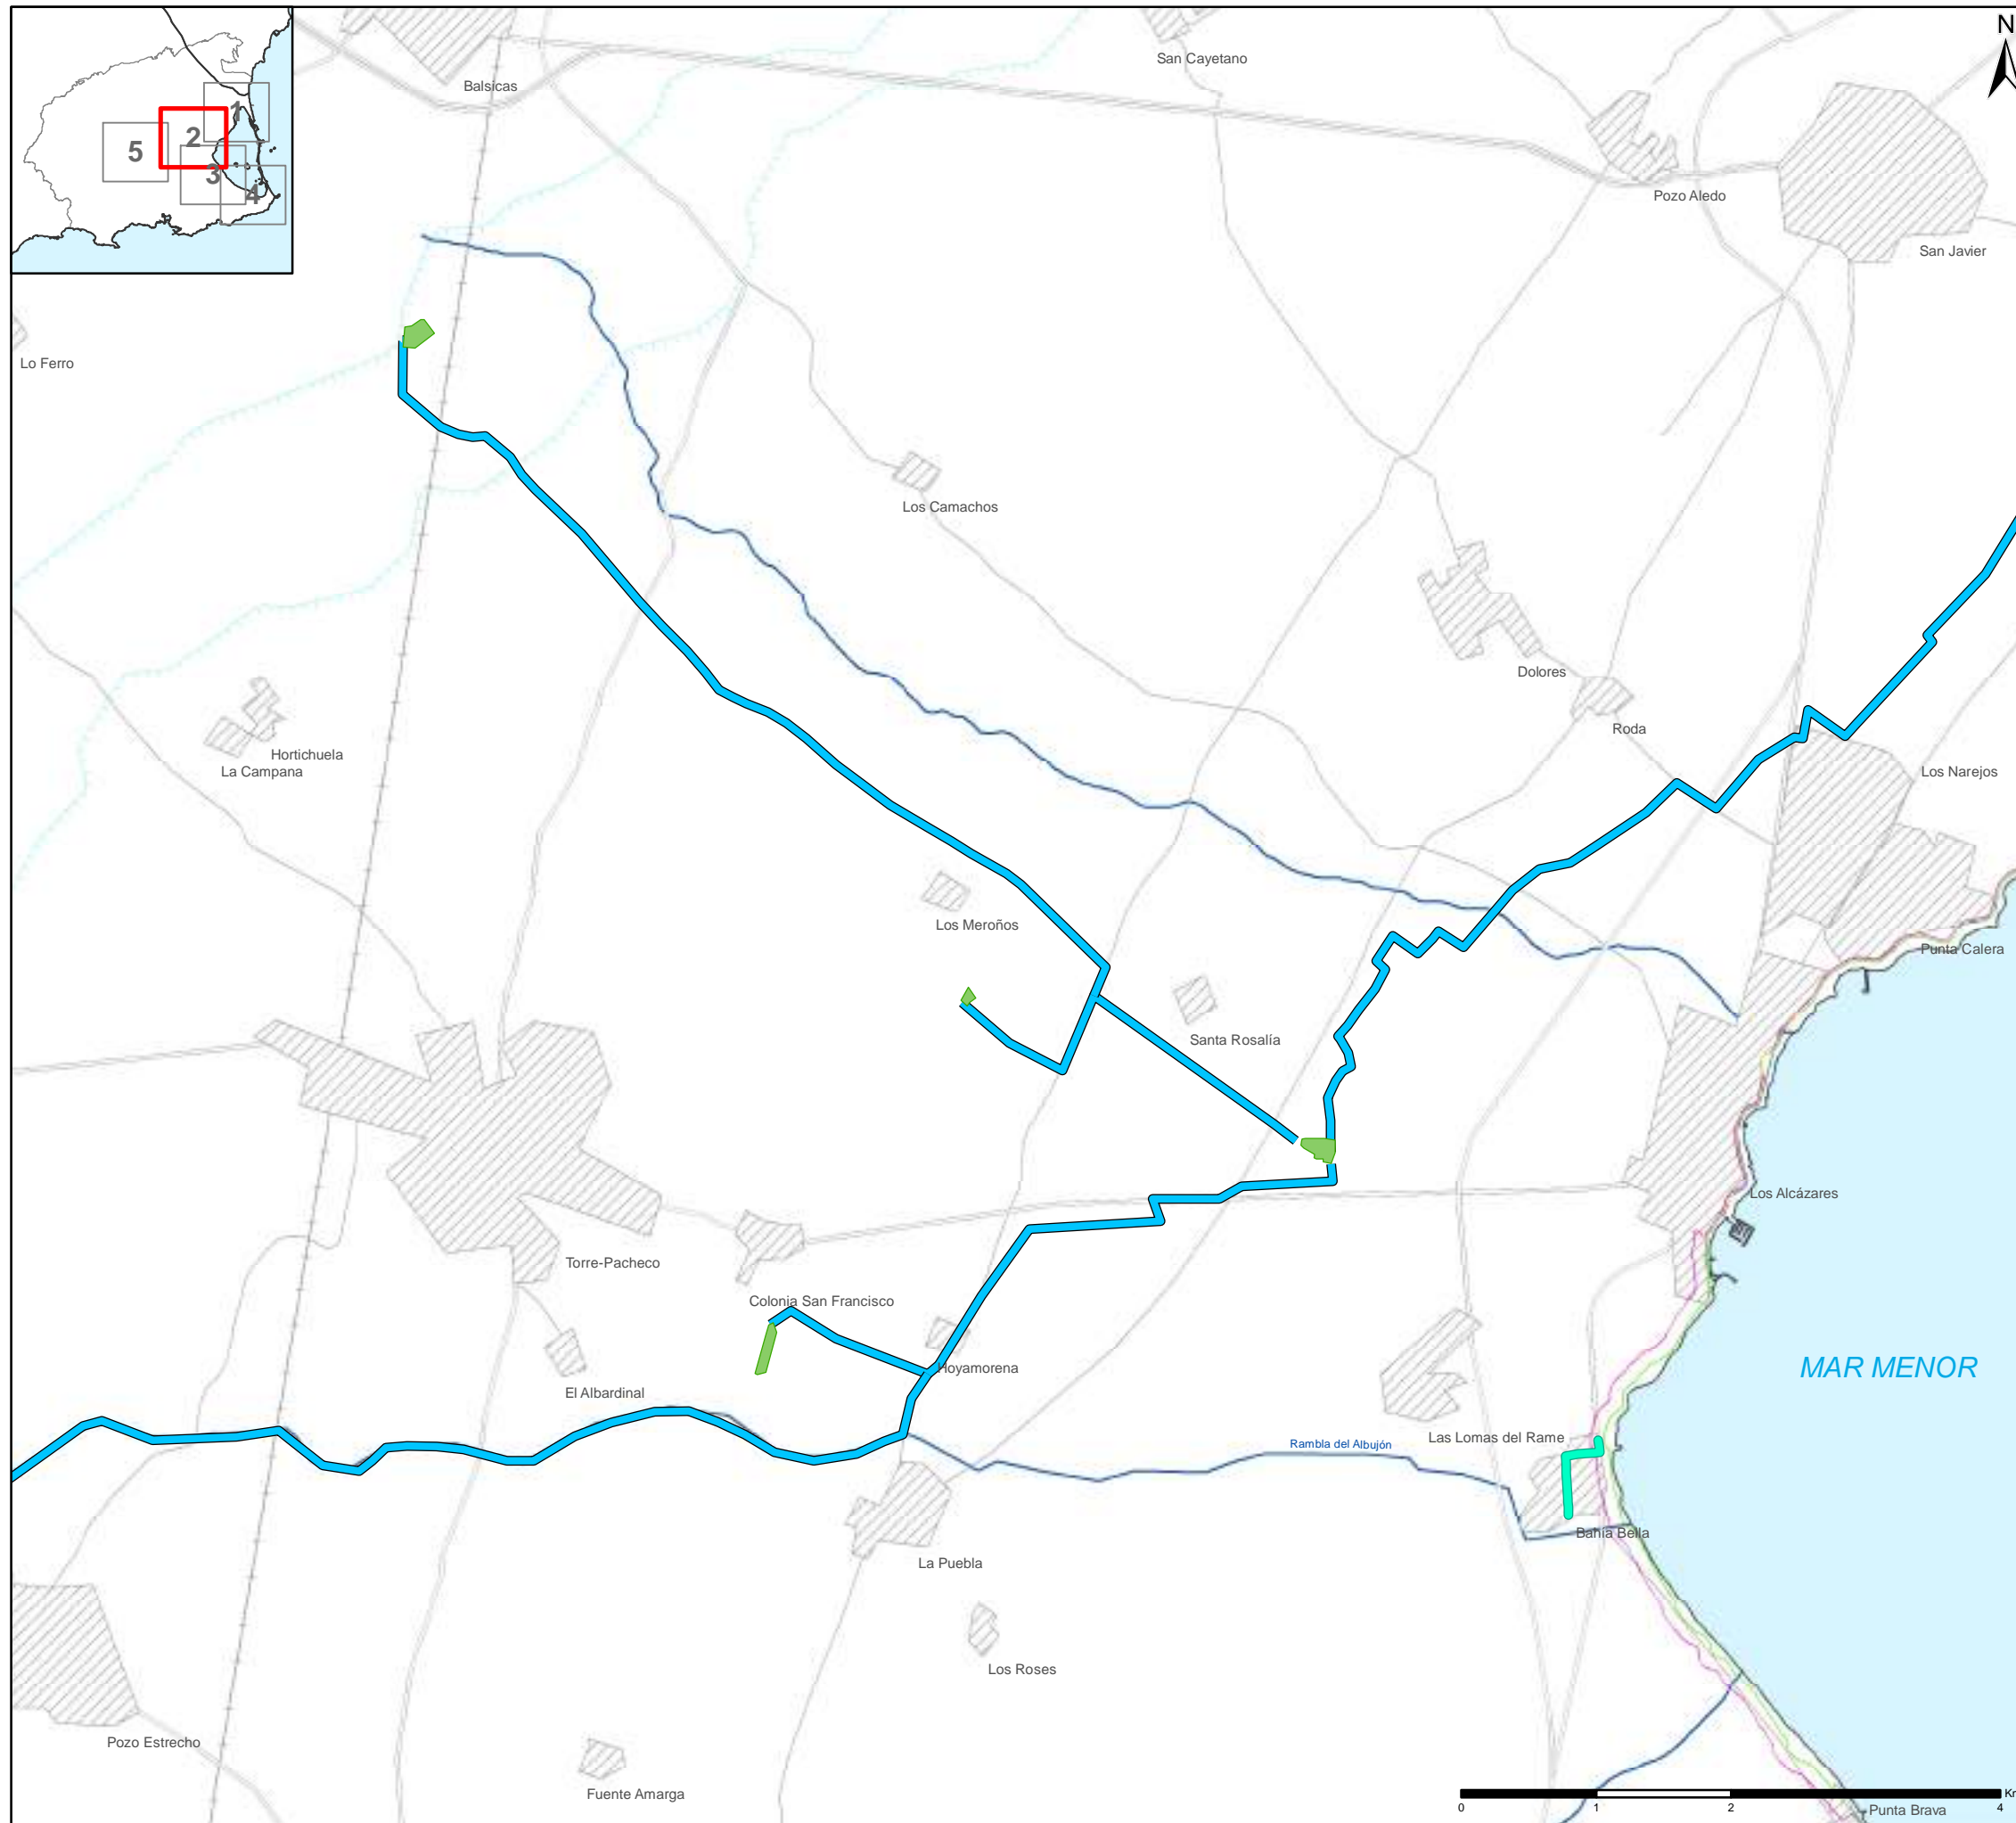 N
San Cayetano
Balsicas
1
2
5
3
4
Pozo Aledo
San Javier
Lo Ferro
Los Camachos
Dolores
Roda
Hortichuela
La Campana
Los Narejos
Los Meroños
Punta Calera
Santa Rosalía
Los Alcázares
Torre-Pacheco
Colonia San Francisco
Hoyamorena
MAR MENOR
El Albardinal
Las Lomas del Rame
Rambla del Albujón
Bahia Bella
La Puebla
Los Roses
Pozo Estrecho
Fuente Amarga
0 1 2 4
Punta Brava